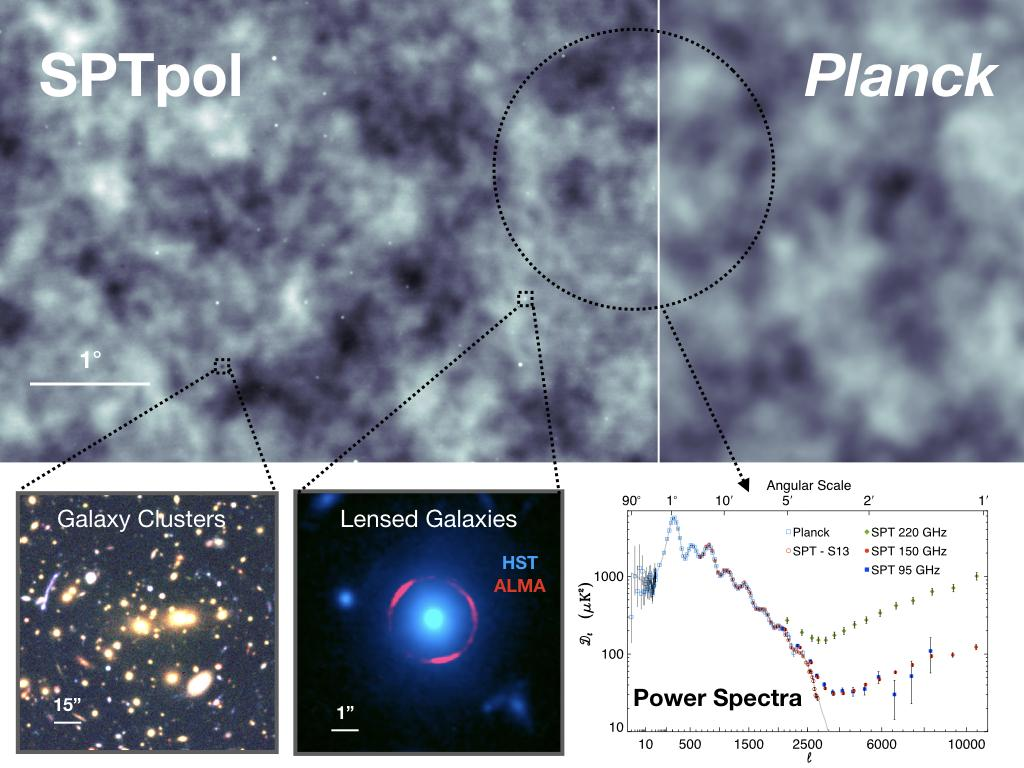 SPTpol
Planck
1°
Galaxy Clusters
15”
Lensed Galaxies
HST
ALMA
1”
Angular Scale
90° 1° 10′ 5′ 2′ 1′
Planck
SPT - S13
SPT 220 GHz
SPT 150 GHz
SPT 95 GHz
1000
100
10
𝒟ℓ (μK²)
Power Spectra
10 500 1500 2500 6000 10000
ℓ